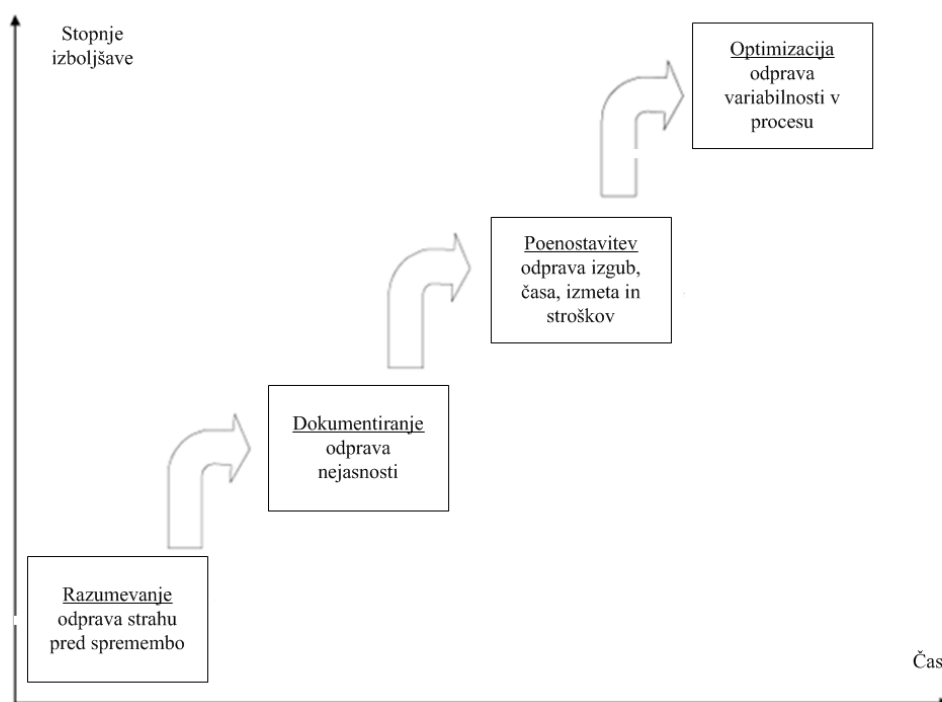 Stopnje
izboljšave
Optimizacija
odprava
variabilnosti v
procesu
Poenostavitev
odprava izgub,
časa, izmeta in
stroškov
Dokumentiranje
odprava
nejasnosti
Razumevanje
odprava strahu
pred spremembo
Čas